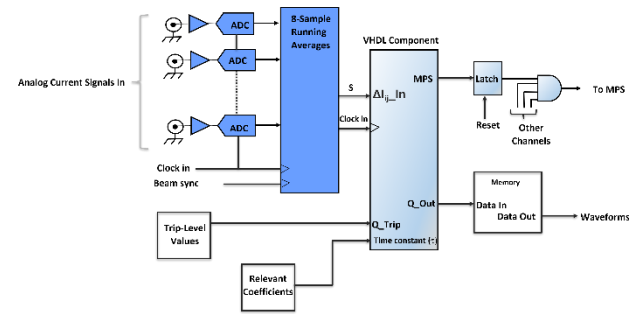 Analog Current Signals In
ADC
ADC
ADC
Clock in
Beam sync
8-Sample
Running
Averages
S
Clock in
VHDL Component
ΔIij_In
MPS
Q_Out
Q_Trip
Time constant (τ)
Latch
Reset
Other
Channels
To MPS
Memory
Data In
Data Out
Waveforms
Trip-Level
Values
Relevant
Coefficients